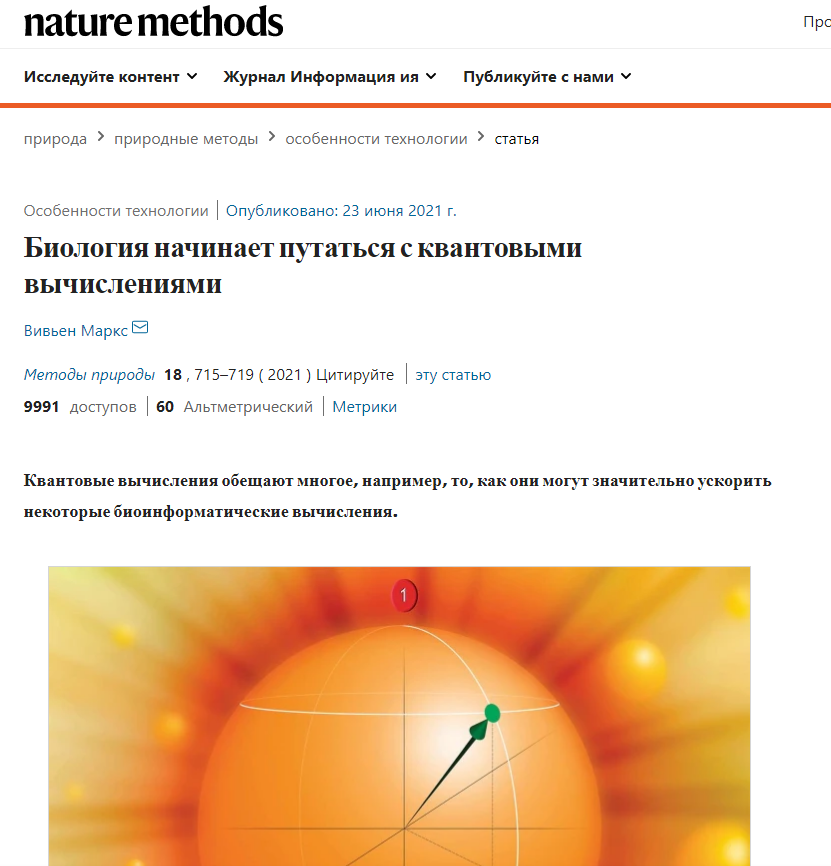 nature methods
Про
Исследуйте контент Журнал Информация ия Публикуйте с нами
природа > природные методы > особенности технологии > статья
Особенности технологии | Опубликовано: 23 июня 2021 г.
Биология начинает путаться с квантовыми
вычислениями
Вивьен Маркс
Методы природы 18 , 715–719 ( 2021 ) Цитируйте | эту статью
9991 доступов | 60 Альтметрический | Метрики
Квантовые вычисления обещают многое, например, то, как они могут значительно ускорить
некоторые биоинформатические вычисления.
1